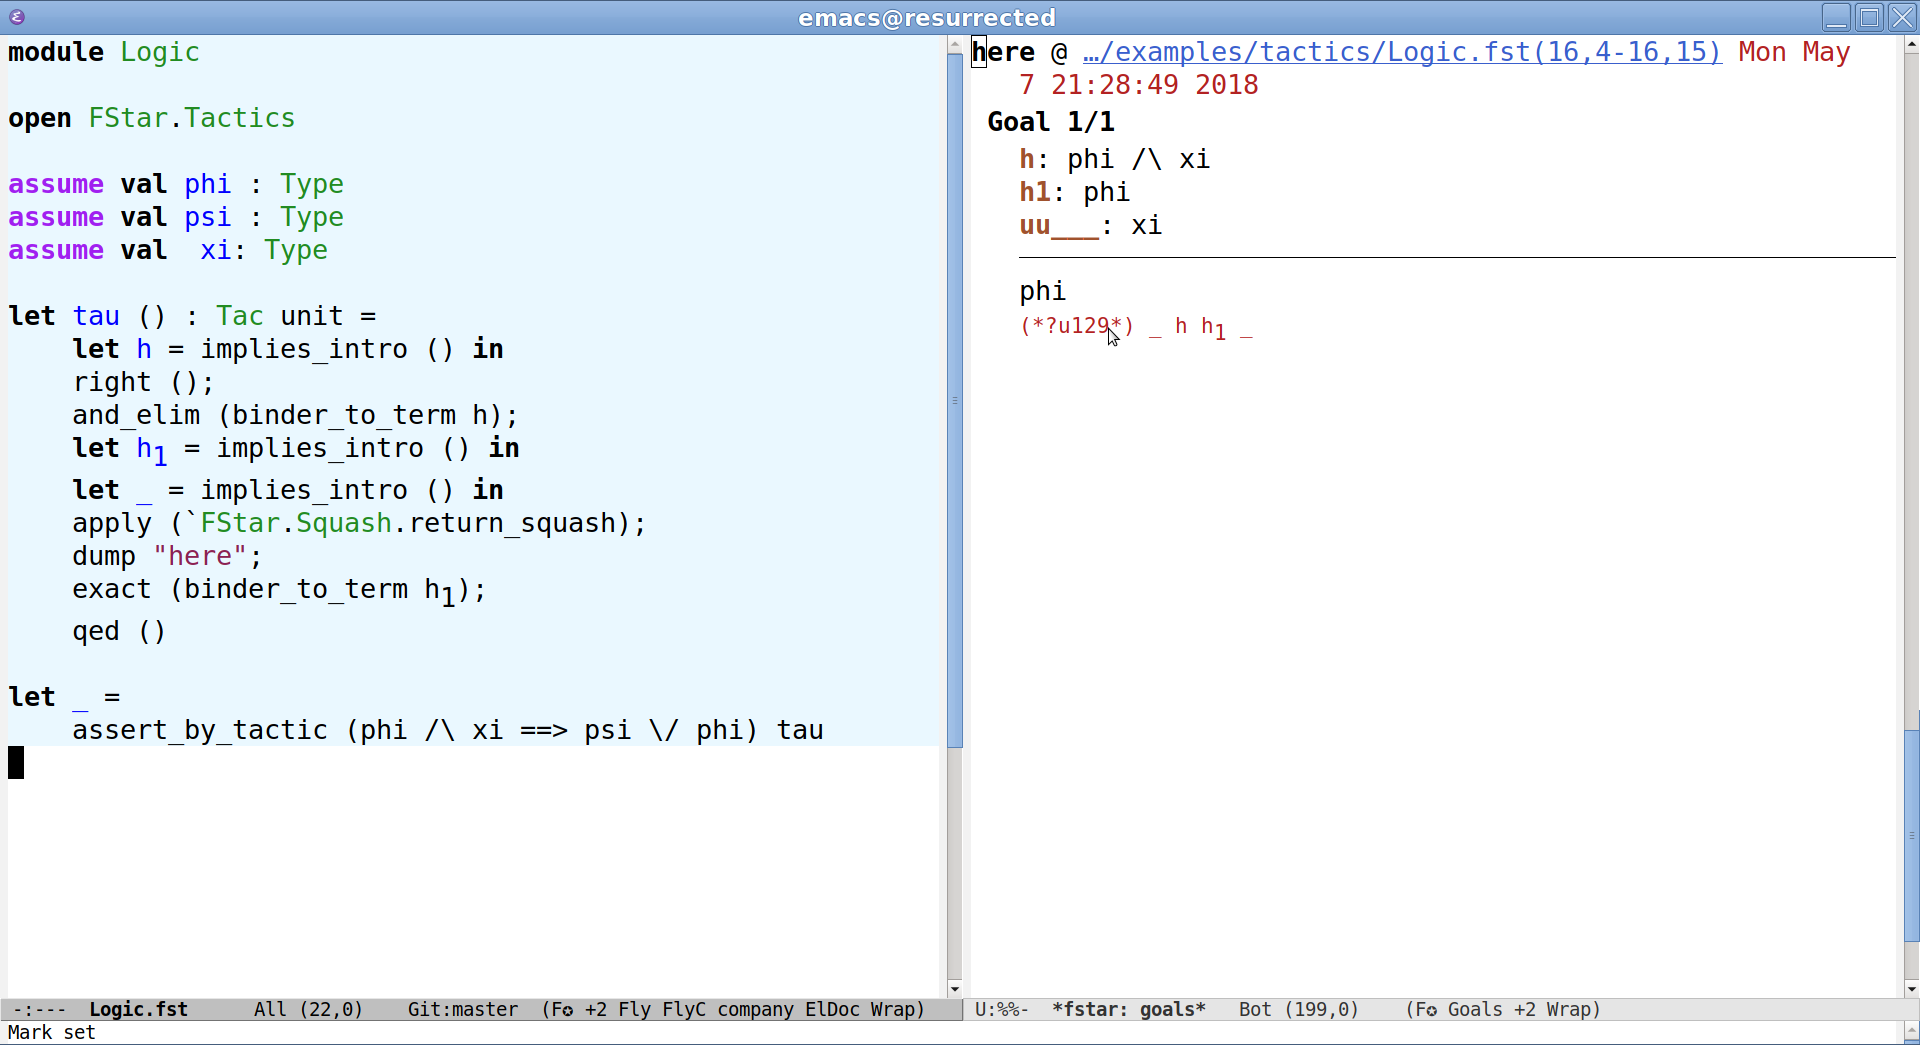 emacs@resurrected
module Logic
open FStar.Tactics
assume val phi : Type
assume val psi : Type
assume val  xi: Type
let tau () : Tac unit =
    let h = implies_intro () in
    right ();
    and_elim (binder_to_term h);
    let h1 = implies_intro () in
    let _ = implies_intro () in
    apply (`FStar.Squash.return_squash);
    dump "here";
    exact (binder_to_term h1);
    qed ()
let _ =
    assert_by_tactic (phi /\ xi ==> psi \/ phi) tau
-:---  Logic.fst      All (22,0)    Git:master  (F✪ +2 Fly FlyC company ElDoc Wrap)
Mark set
here @ …/examples/tactics/Logic.fst(16,4-16,15) Mon May
7 21:28:49 2018
Goal 1/1
h: phi /\ xi
h1: phi
uu___: xi
phi
(*?u129*) _ h h1 _
U:%%-  *fstar: goals*   Bot (199,0)    (F✪ Goals +2 Wrap)